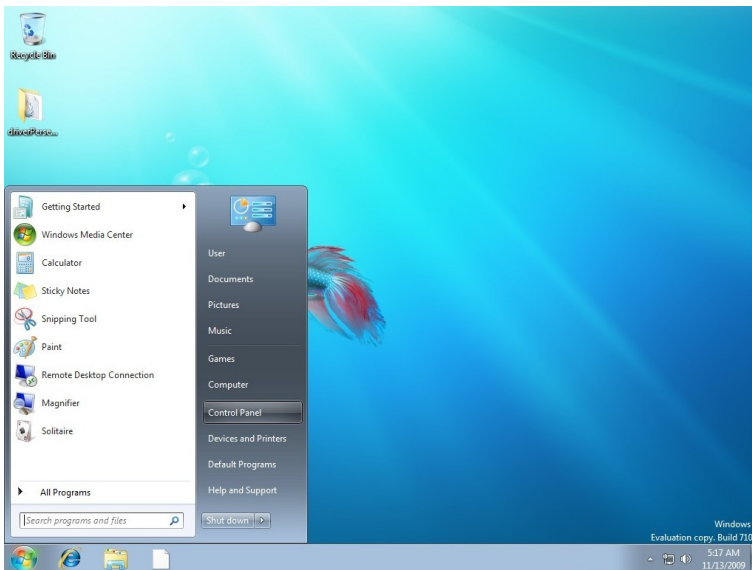 Recycle Bin
driverPerso...
Getting Started
Windows Media Center
Calculator
Sticky Notes
Snipping Tool
Paint
Remote Desktop Connection
Magnifier
Solitaire
All Programs
Search programs and files
User
Documents
Pictures
Music
Games
Computer
Control Panel
Devices and Printers
Default Programs
Help and Support
Shut down
Windows
Evaluation copy. Build 710
5:17 AM
11/13/2009